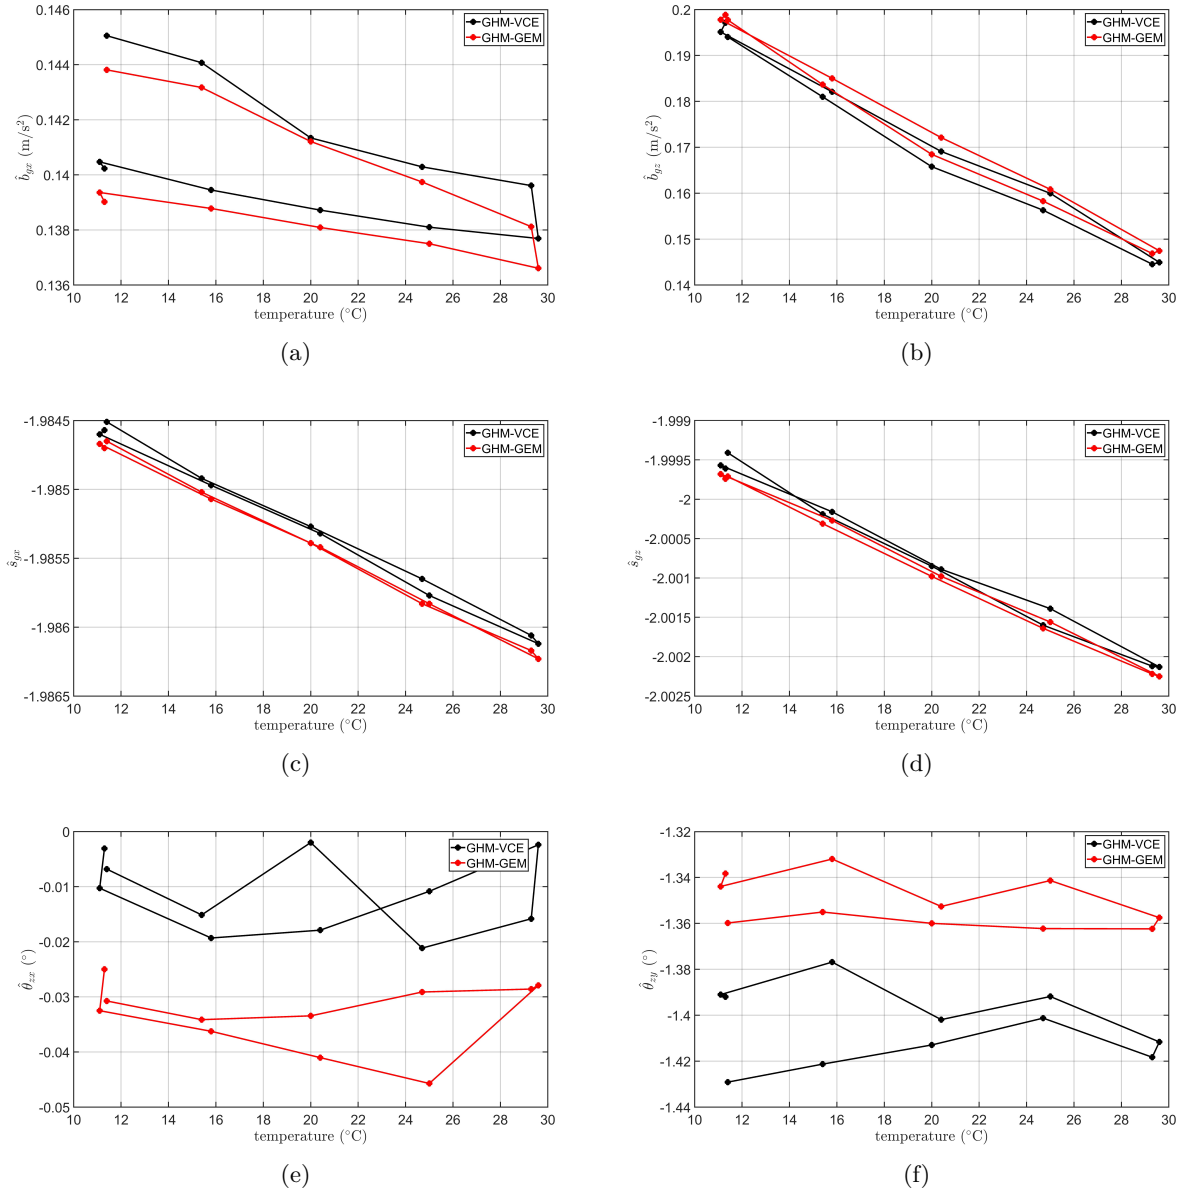 0.146
0.144
0.142
0.14
0.138
0.136
b̂gx (m/s²)
10 12 14 16 18 20 22 24 26 28 30
temperature (°C)
GHM-VCE
GHM-GEM
(a)
0.2
0.19
0.18
0.17
0.16
0.15
0.14
b̂gz (m/s²)
10 12 14 16 18 20 22 24 26 28 30
temperature (°C)
GHM-VCE
GHM-GEM
(b)
-1.9845
-1.985
-1.9855
-1.986
-1.9865
ŝgx
10 12 14 16 18 20 22 24 26 28 30
temperature (°C)
GHM-VCE
GHM-GEM
(c)
-1.999
-1.9995
-2
-2.0005
-2.001
-2.0015
-2.002
-2.0025
ŝgz
10 12 14 16 18 20 22 24 26 28 30
temperature (°C)
GHM-VCE
GHM-GEM
(d)
0
-0.01
-0.02
-0.03
-0.04
-0.05
θ̂zx (°)
10 12 14 16 18 20 22 24 26 28 30
temperature (°C)
GHM-VCE
GHM-GEM
(e)
-1.32
-1.34
-1.36
-1.38
-1.4
-1.42
-1.44
θ̂zy (°)
10 12 14 16 18 20 22 24 26 28 30
temperature (°C)
GHM-VCE
GHM-GEM
(f)